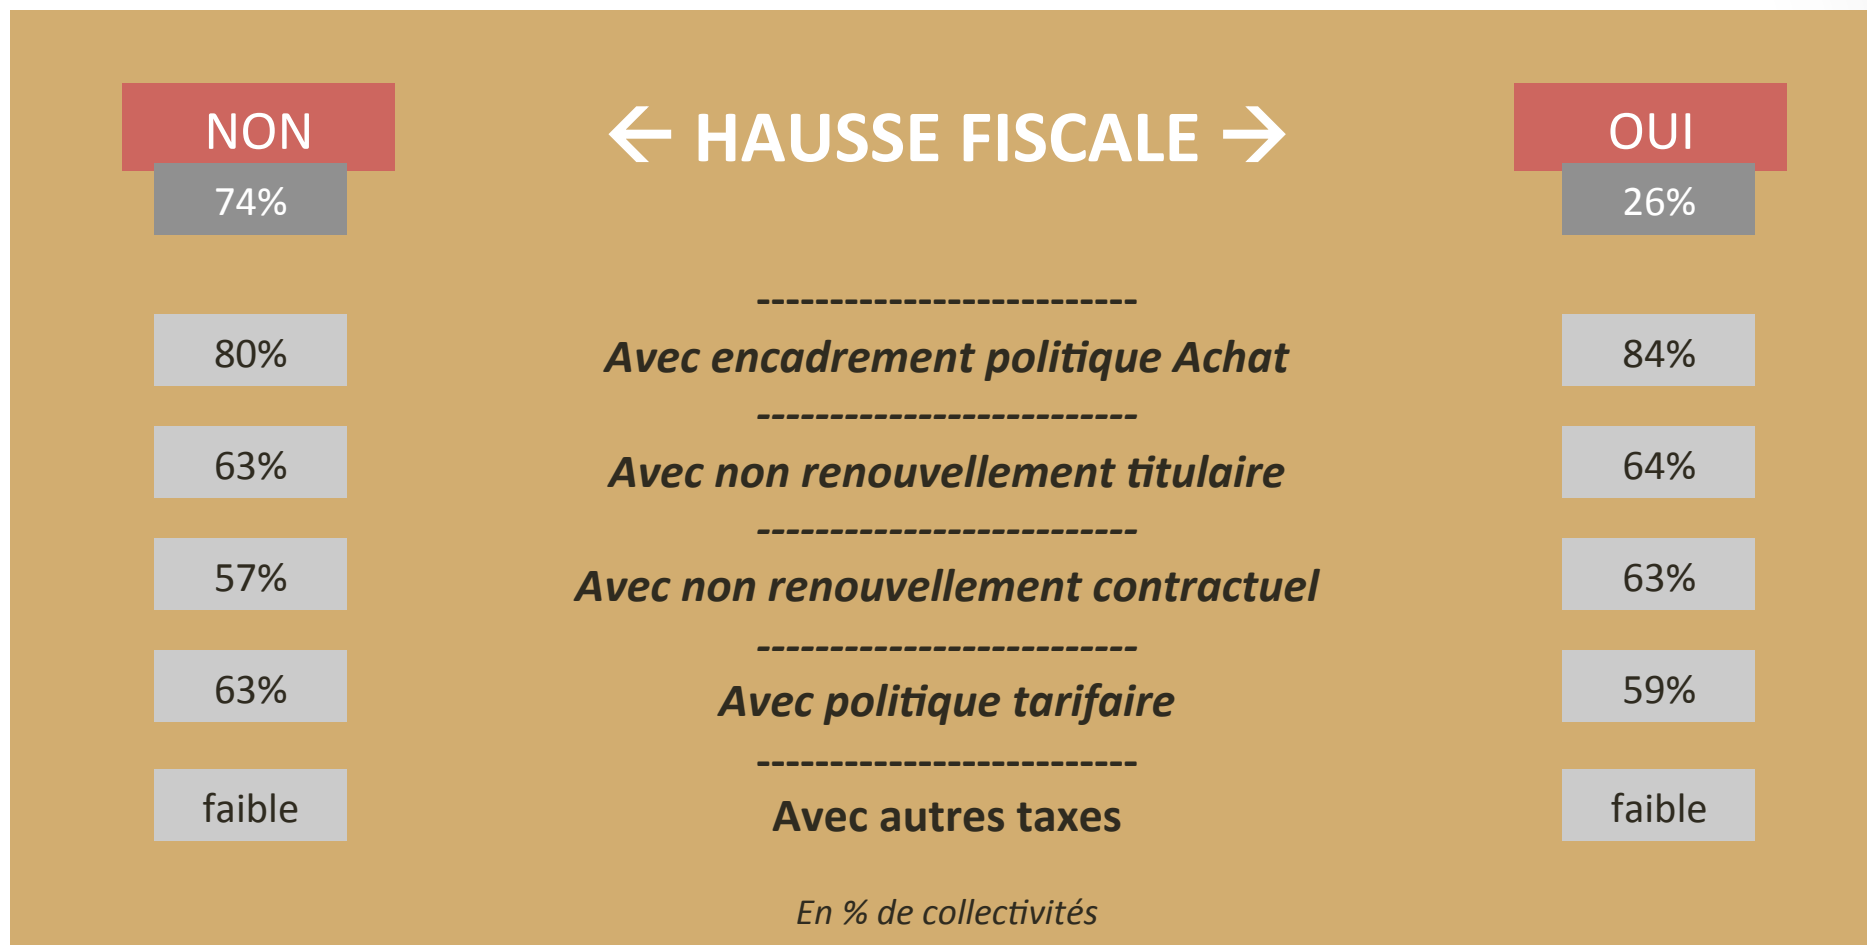 NON
← HAUSSE FISCALE →
OUI
74%
26%
--------------------------
80%
Avec encadrement politique Achat
84%
--------------------------
63%
Avec non renouvellement titulaire
64%
--------------------------
57%
Avec non renouvellement contractuel
63%
--------------------------
63%
Avec politique tarifaire
59%
--------------------------
faible
Avec autres taxes
faible
En % de collectivités